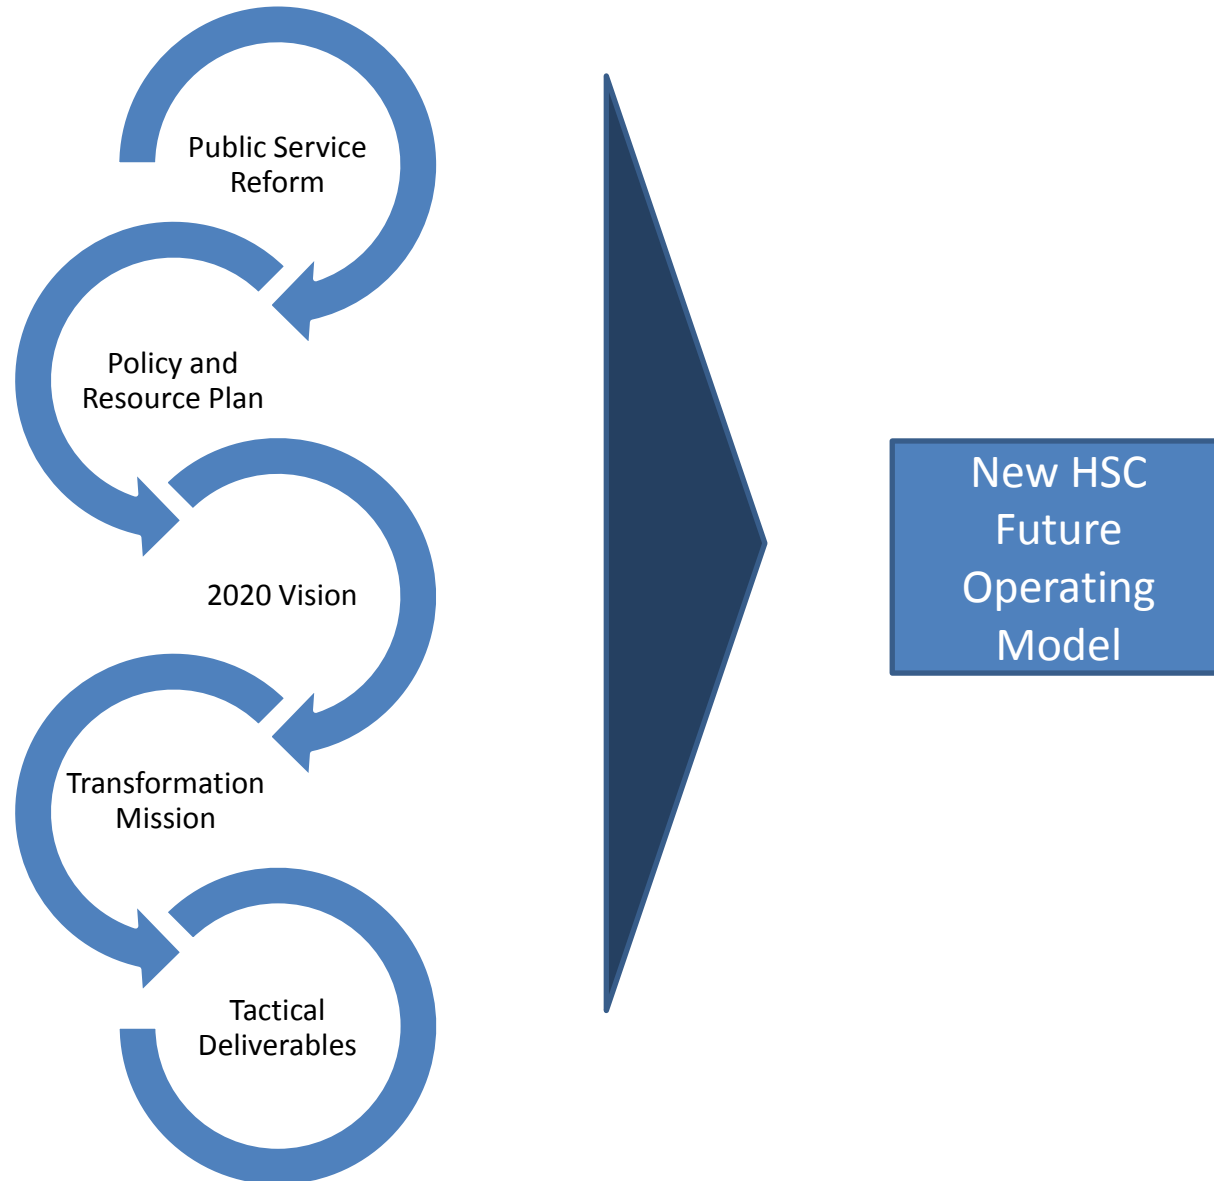 Public Service
Reform
Policy and
Resource Plan
2020 Vision
Transformation
Mission
Tactical
Deliverables
New HSC
Future
Operating
Model